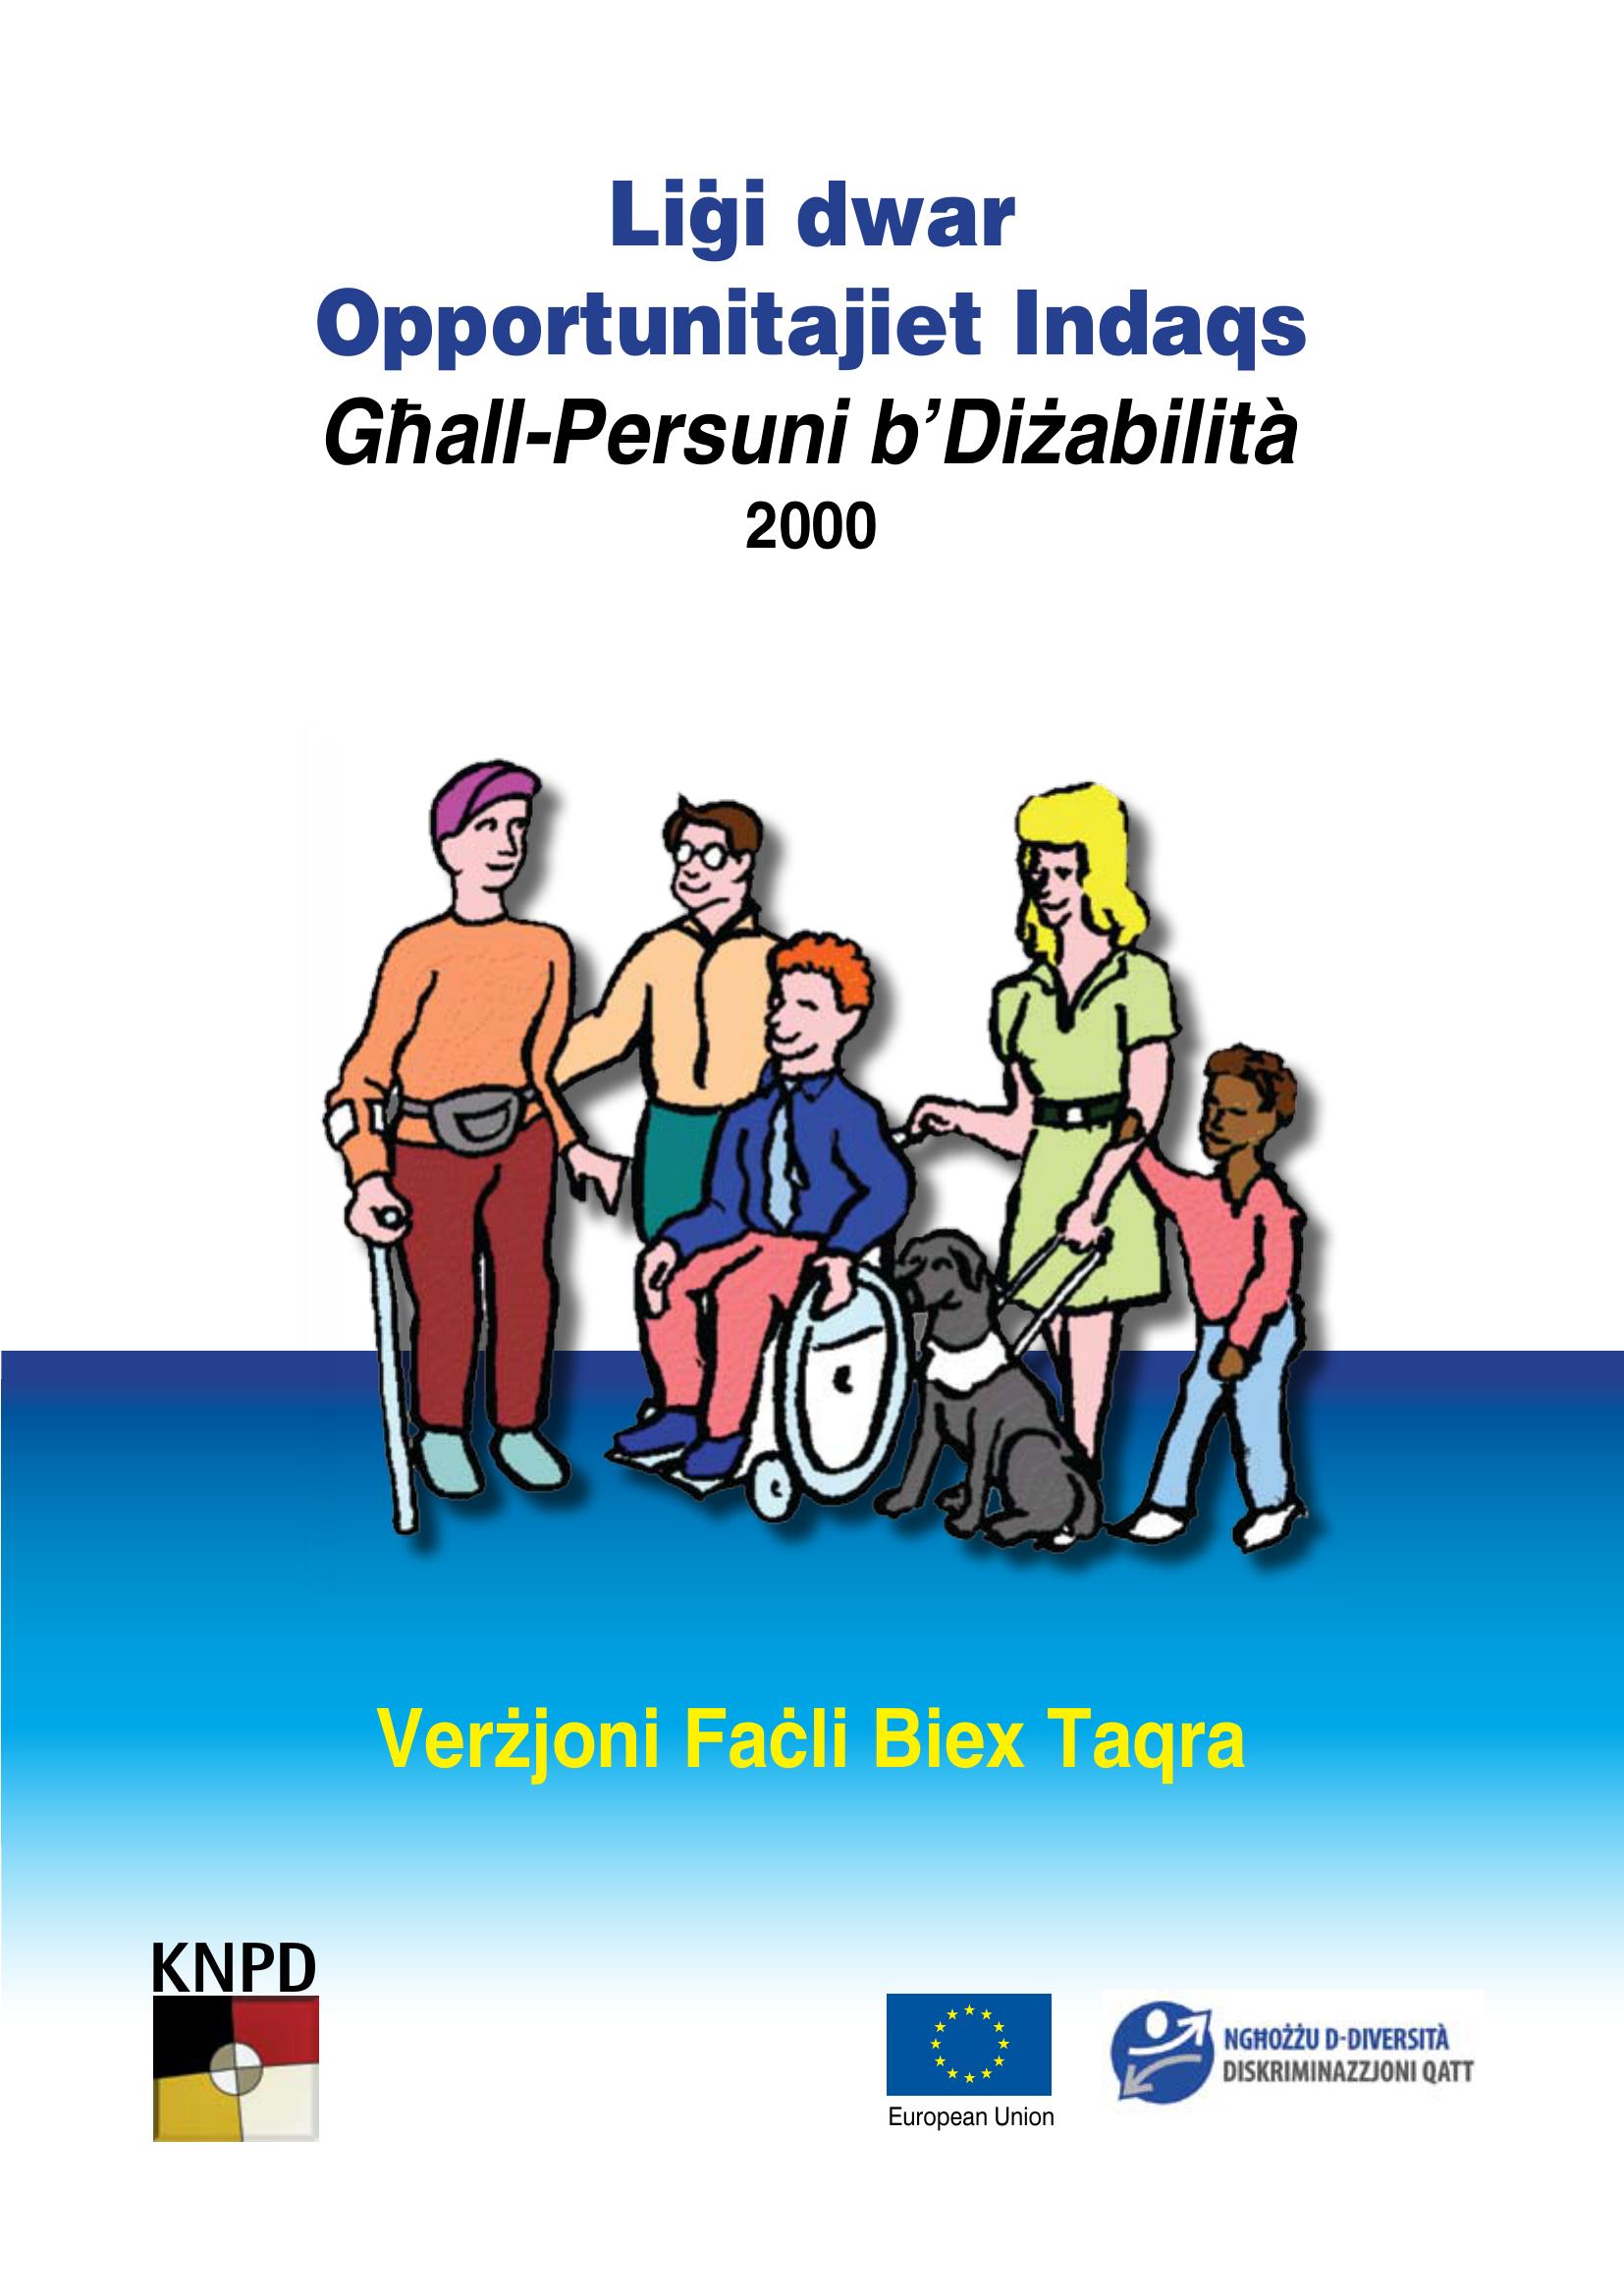 Liġi dwar
Opportunitajiet Indaqs
Għall-Persuni b’Diżabilità
2000
Verżjoni Faċli Biex Taqra
KNPD
European Union
NGĦOŻŻU D-DIVERSITÀ
DISKRIMINAZZJONI QATT